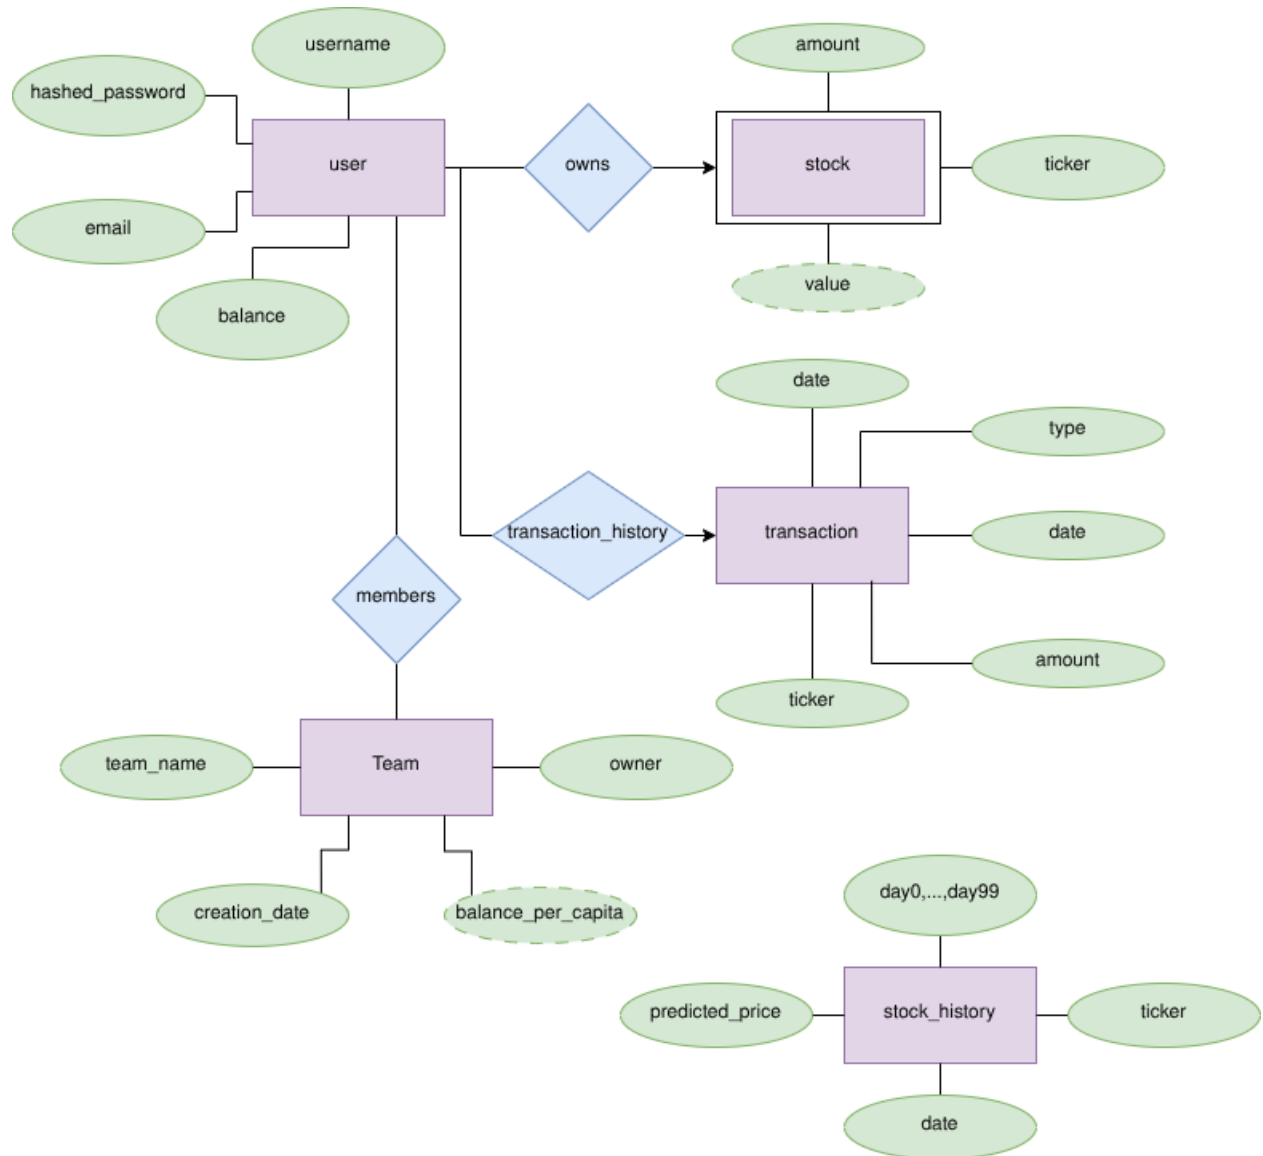 username
amount
hashed_password
user
owns
stock
ticker
email
value
balance
date
type
transaction_history
transaction
date
members
amount
ticker
team_name
Team
owner
creation_date
balance_per_capita
day0,...,day99
predicted_price
stock_history
ticker
date